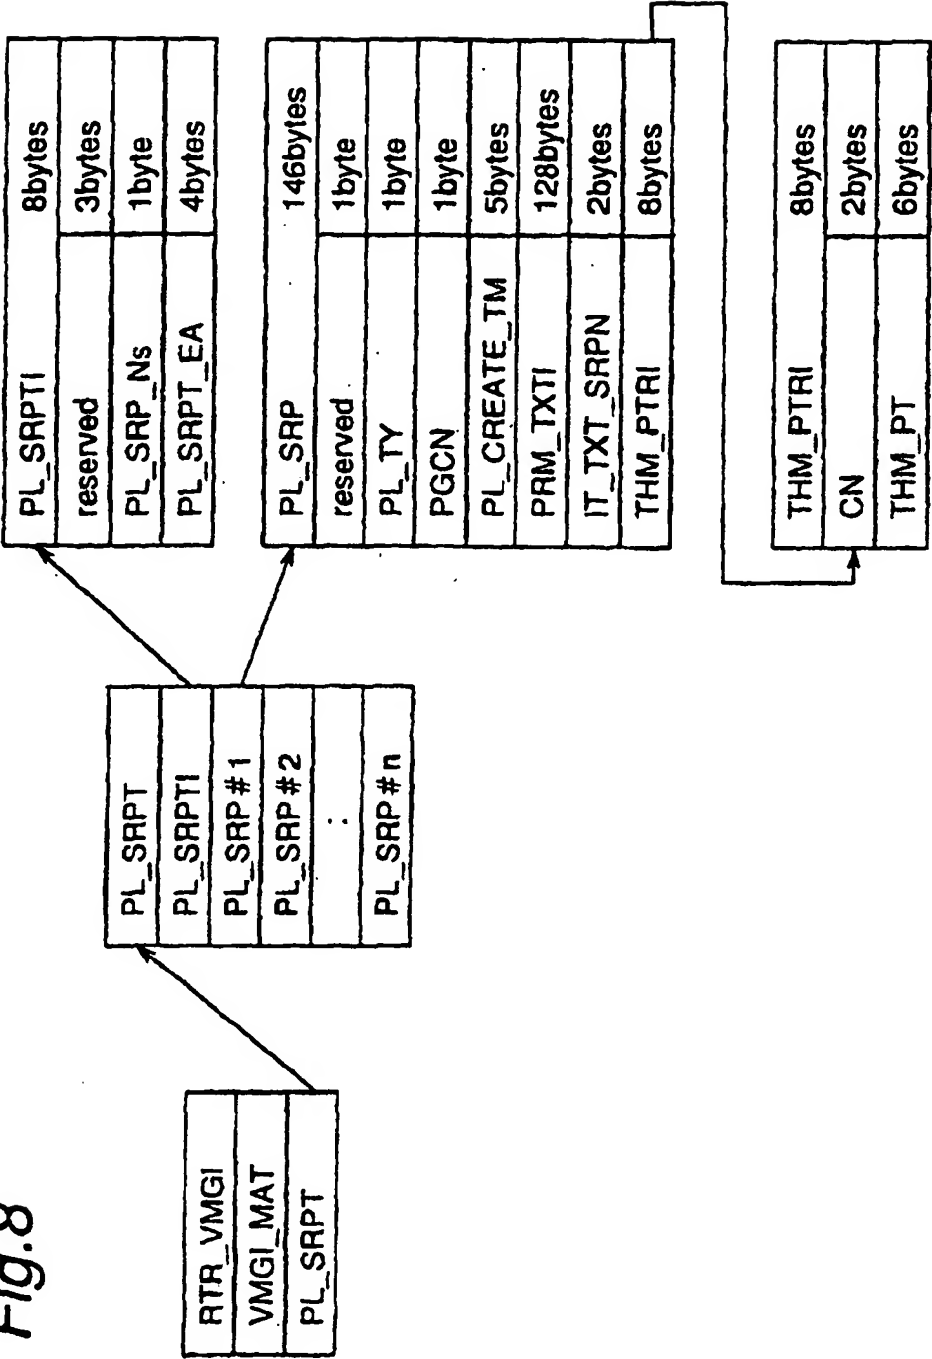 Fig.8
RTR_VMGI
VMGI_MAT
PL_SRPT
PL_SRPT
PL_SRPTI
PL_SRP#1
PL_SRP#2
:
PL_SRP#n
PL_SRPTI 8bytes
reserved 3bytes
PL_SRP_Ns 1byte
PL_SRPT_EA 4bytes
PL_SRP 146bytes
reserved 1byte
PL_TY 1byte
PGCN 1byte
PL_CREATE_TM 5bytes
PRM_TXTI 128bytes
IT_TXT_SRPN 2bytes
THM_PTRI 8bytes
THM_PTRI 8bytes
CN 2bytes
THM_PT 6bytes